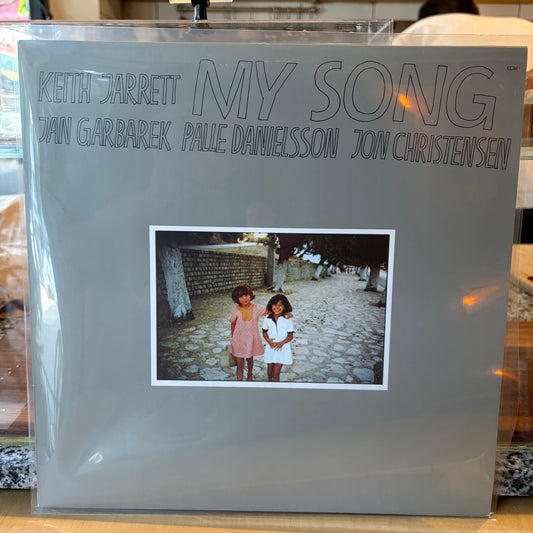 KEITH JARRETT MY SONG ECM
JAN GARBAREK PALLE DANIELSSON JON CHRISTENSEN